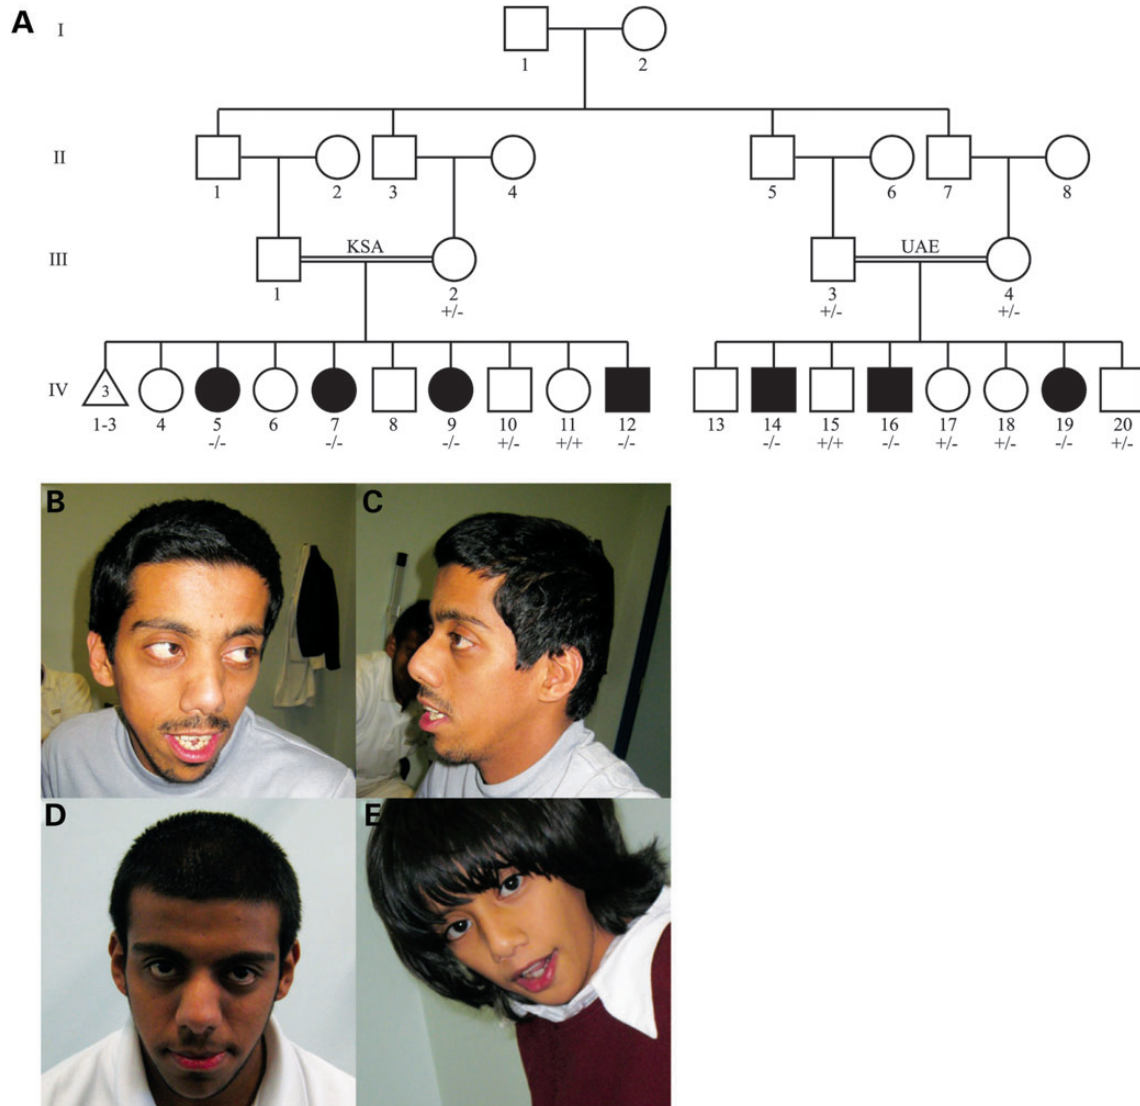 A I
1 2
II
1 2 3 4 5 6 7 8
KSA UAE
III
1 2 3 4
+/- +/- +/-
3
IV
1-3 4 5 6 7 8 9 10 11 12 13 14 15 16 17 18 19 20
-/- -/- -/- +/- +/+ -/- -/- +/+ -/- +/- +/- -/- +/-
B C
D E